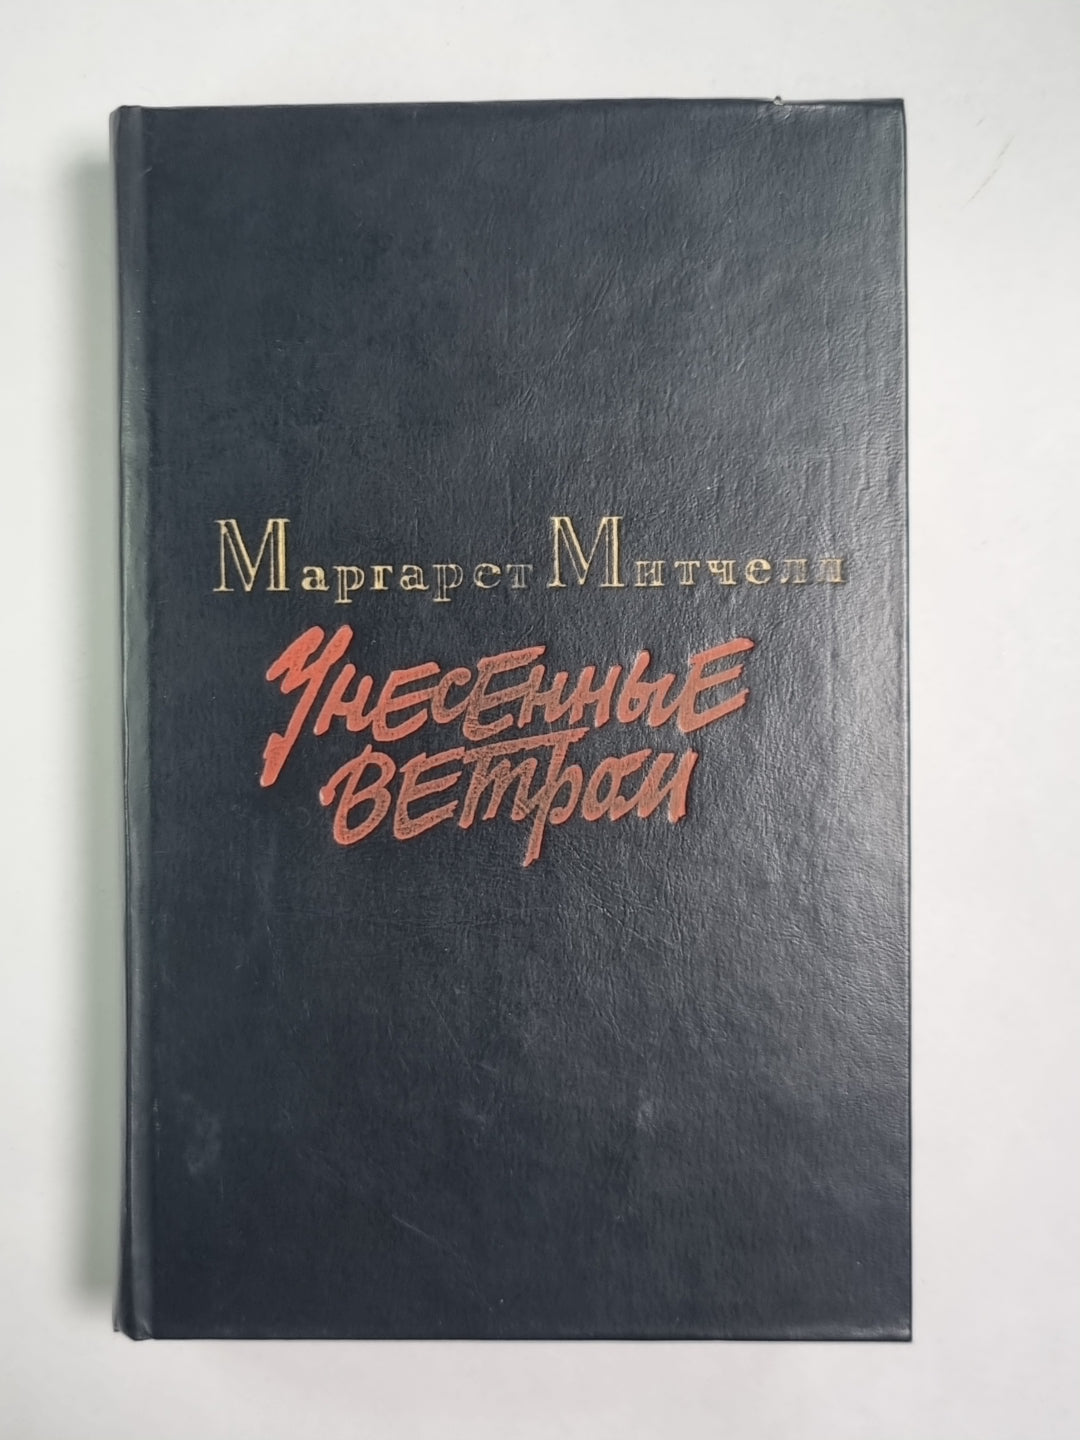 Маргарет Митчелл
Унесенные
ветром